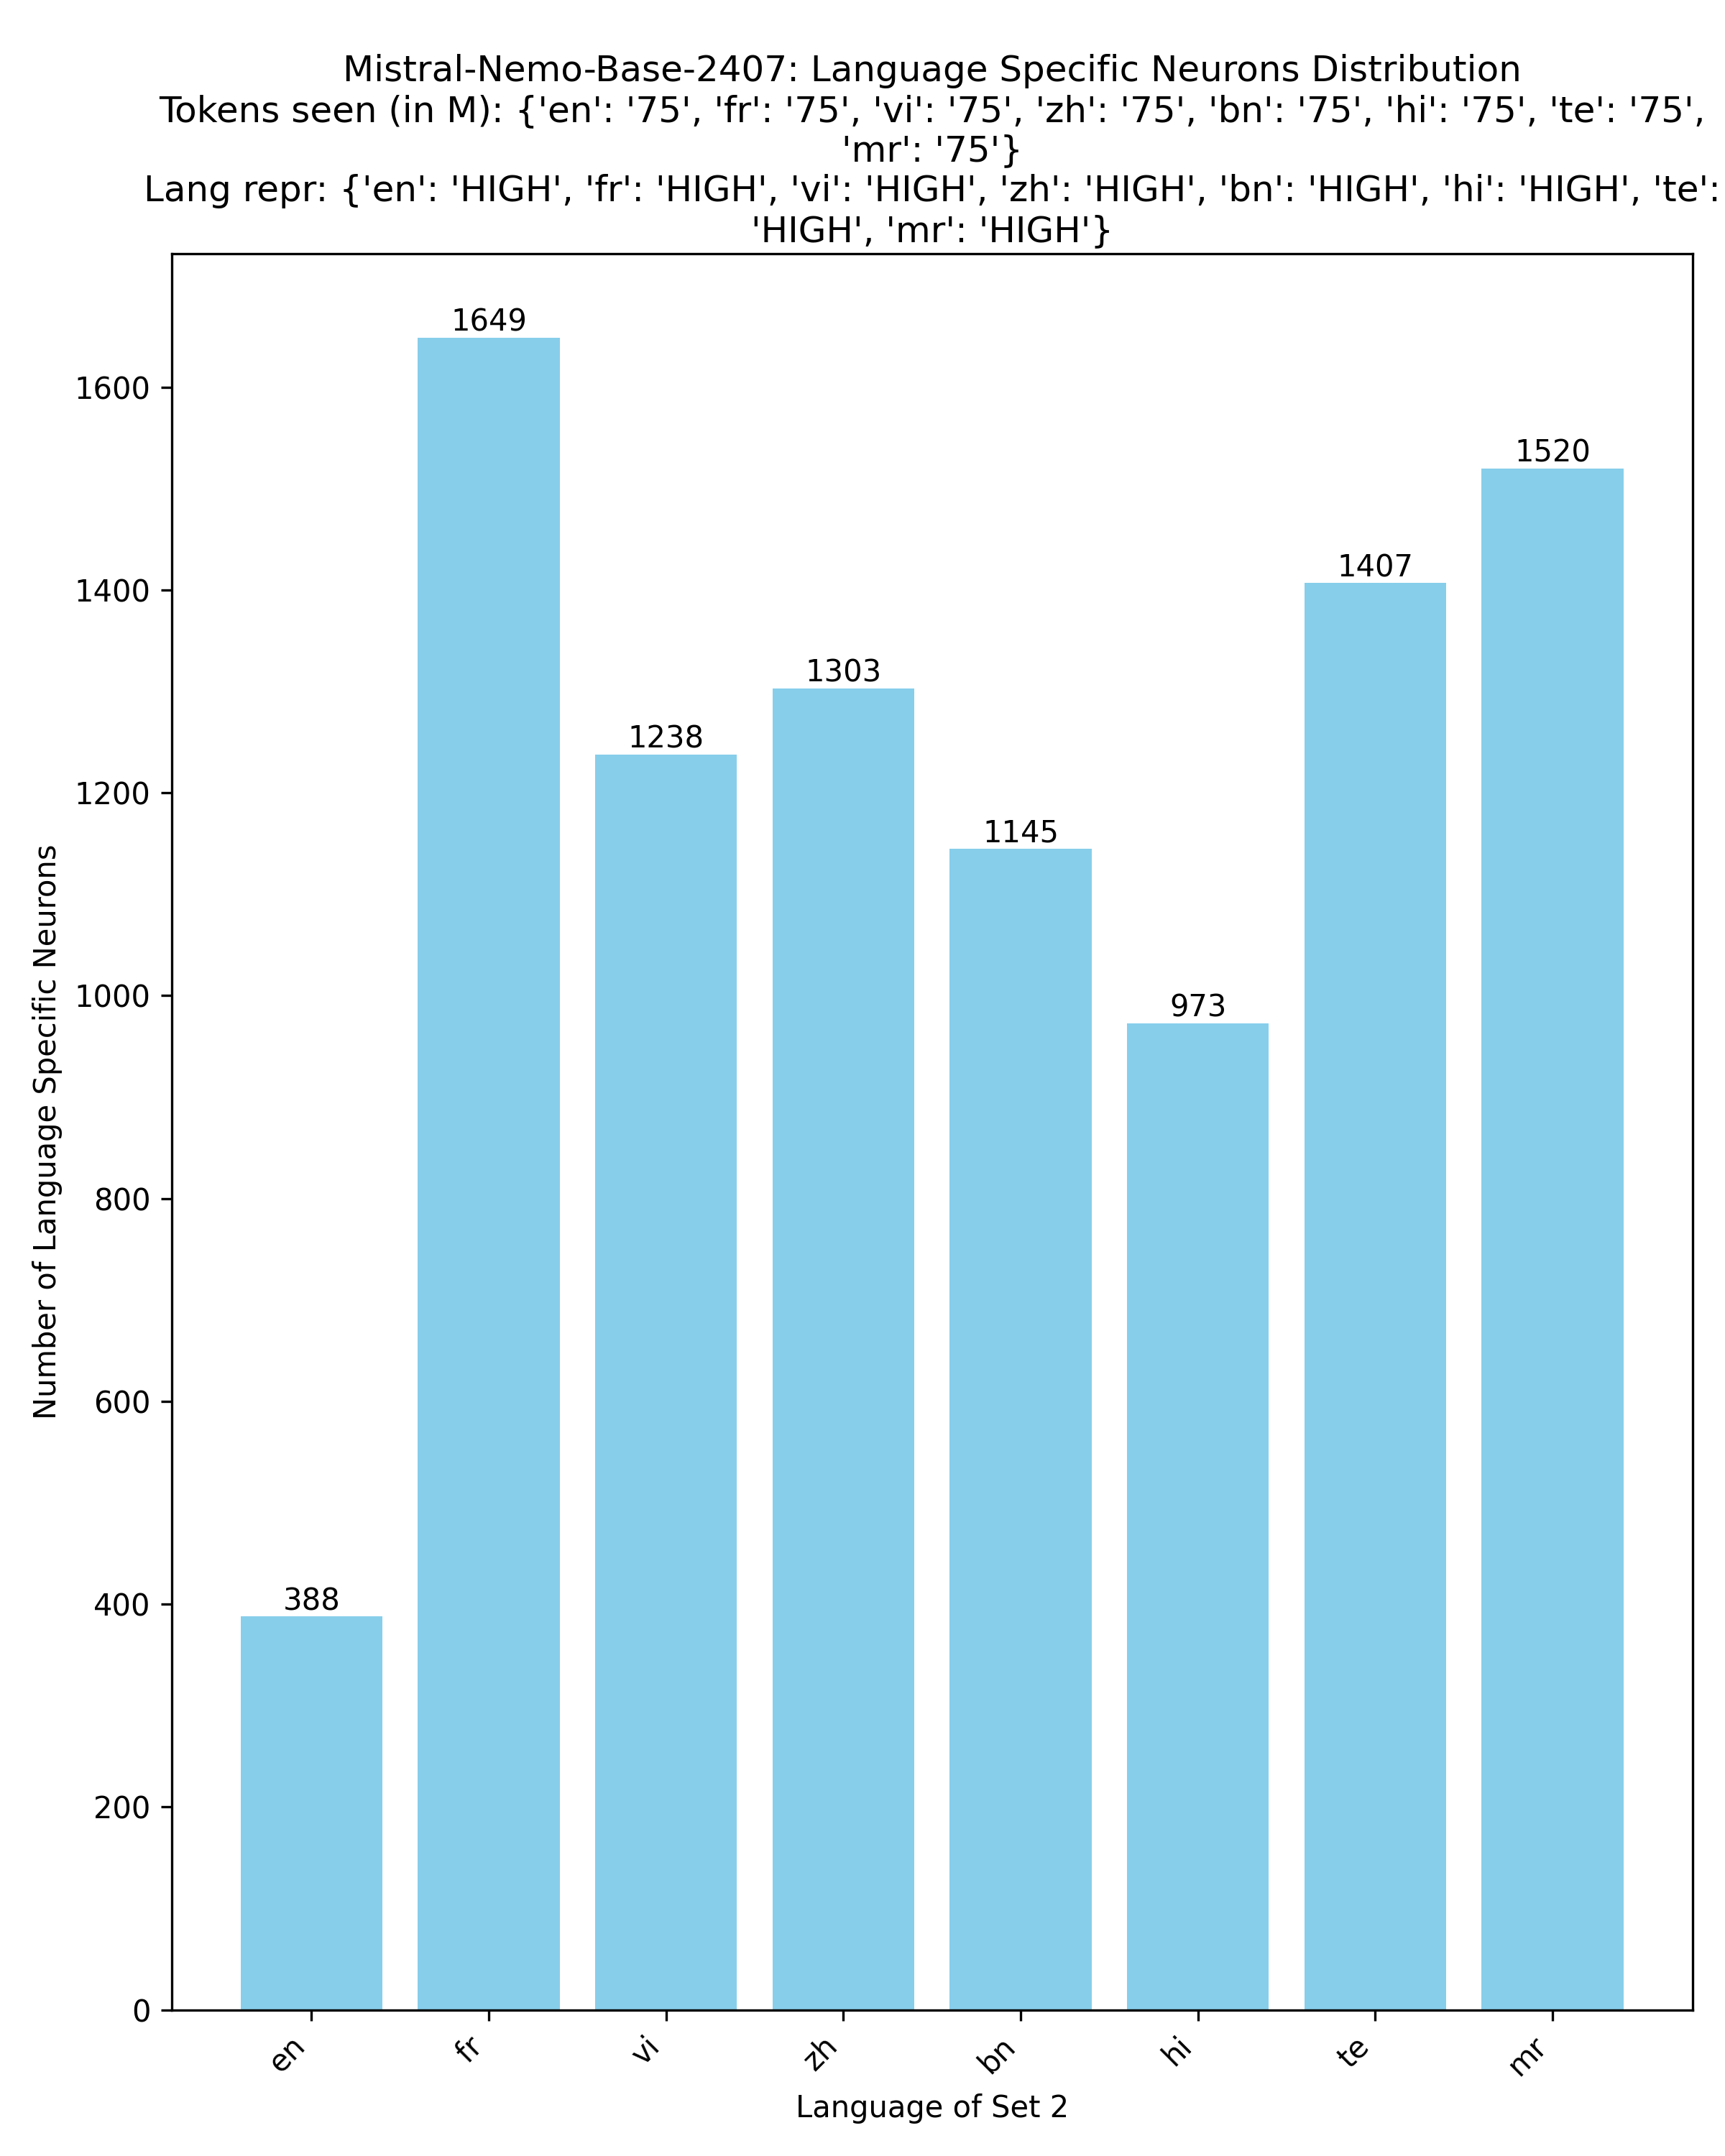 Mistral-Nemo-Base-2407: Language Specific Neurons Distribution
Tokens seen (in M): {'en': '75', 'fr': '75', 'vi': '75', 'zh': '75', 'bn': '75', 'hi': '75', 'te': '75',
'mr': '75'}
Lang repr: {'en': 'HIGH', 'fr': 'HIGH', 'vi': 'HIGH', 'zh': 'HIGH', 'bn': 'HIGH', 'hi': 'HIGH', 'te':
'HIGH', 'mr': 'HIGH'}
Number of Language Specific Neurons
1600
1400
1200
1000
800
600
400
200
0
388
1649
1238
1303
1145
973
1407
1520
en
fr
vi
zh
bn
hi
te
mr
Language of Set 2